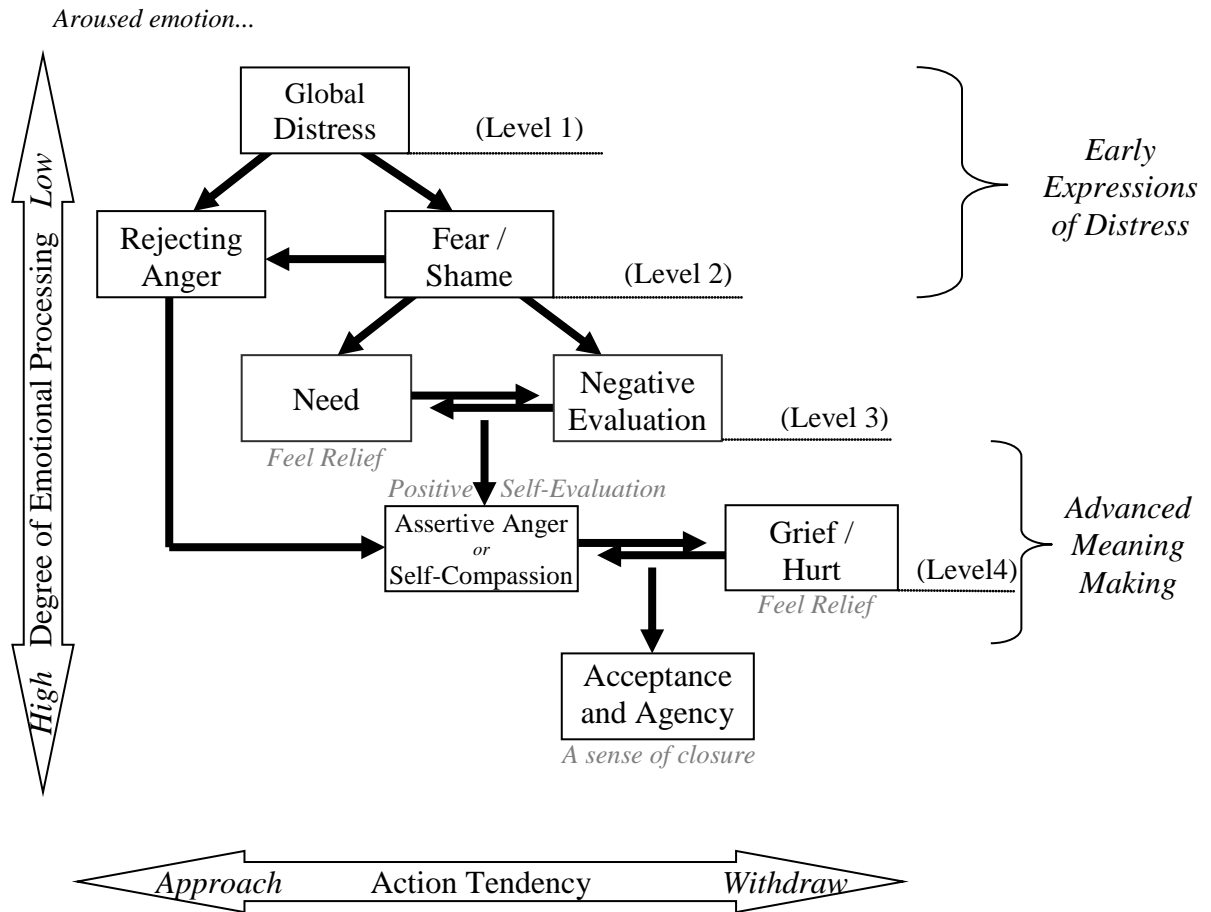 Aroused emotion...
Global
Distress
(Level 1)
Early
Expressions
of Distress
Rejecting
Anger
Fear /
Shame
(Level 2)
Need
Negative
Evaluation
(Level 3)
Feel Relief
Positive Self-Evaluation
Assertive Anger
or
Self-Compassion
Grief /
Hurt
(Level4)
Feel Relief
Advanced
Meaning
Making
Acceptance
and Agency
A sense of closure
High Degree of Emotional Processing Low
Approach Action Tendency Withdraw